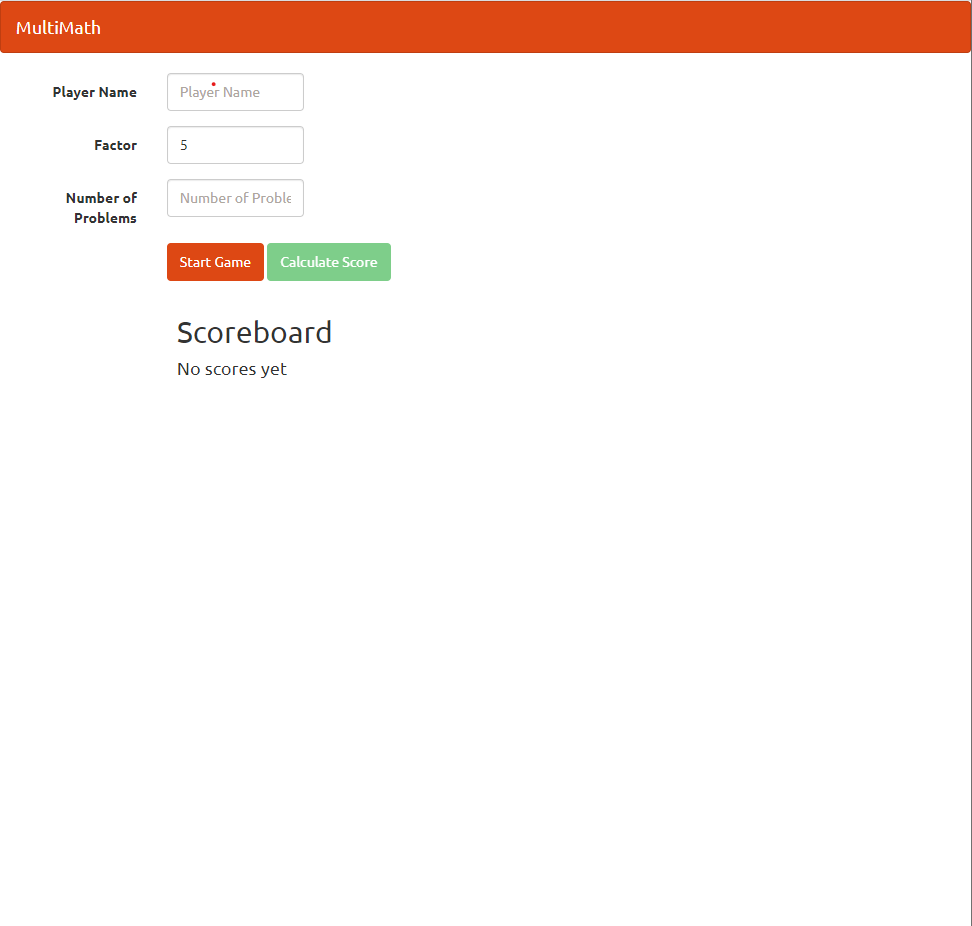 MultiMath
Player Name
Player Name
Factor
5
Number of
Problems
Number of Proble
Start Game
Calculate Score
Scoreboard
No scores yet